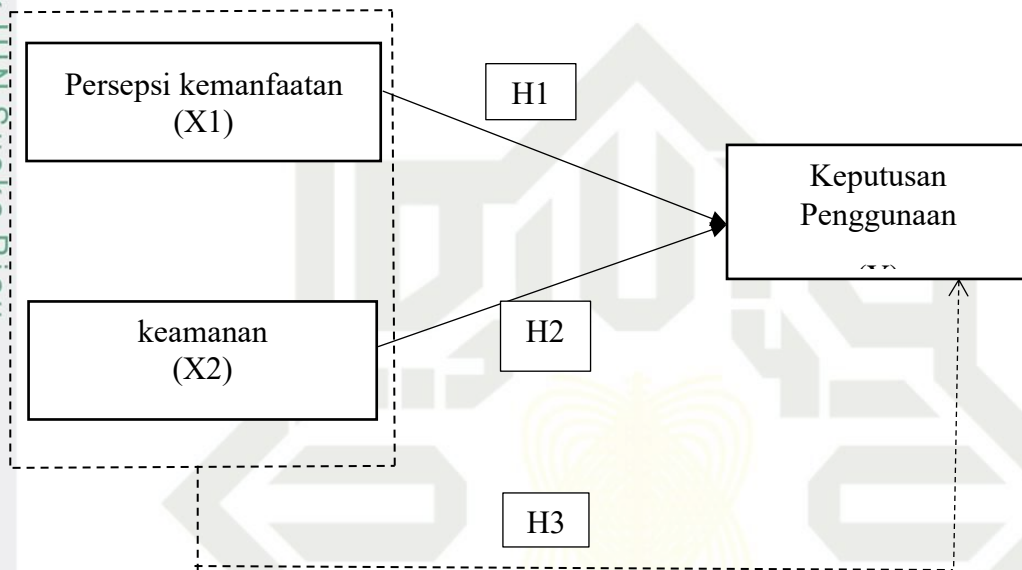 Persepsi kemanfaatan
(X1)
H1
Keputusan
Penggunaan
keamanan
(X2)
H2
H3